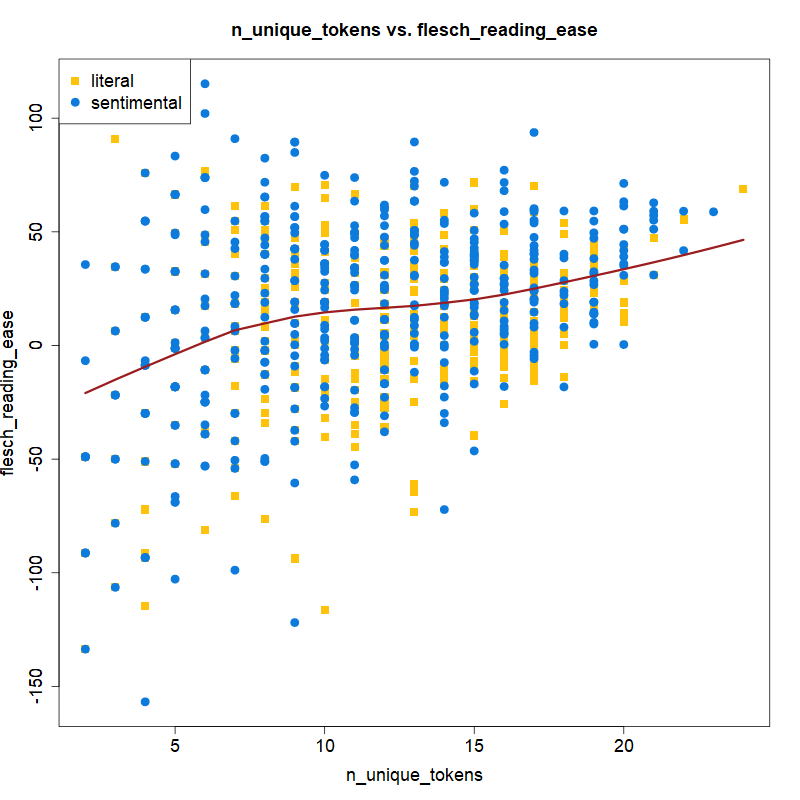 n_unique_tokens vs. flesch_reading_ease
literal
sentimental
100
50
0
-50
-100
-150
flesch_reading_ease
5
10
15
20
n_unique_tokens